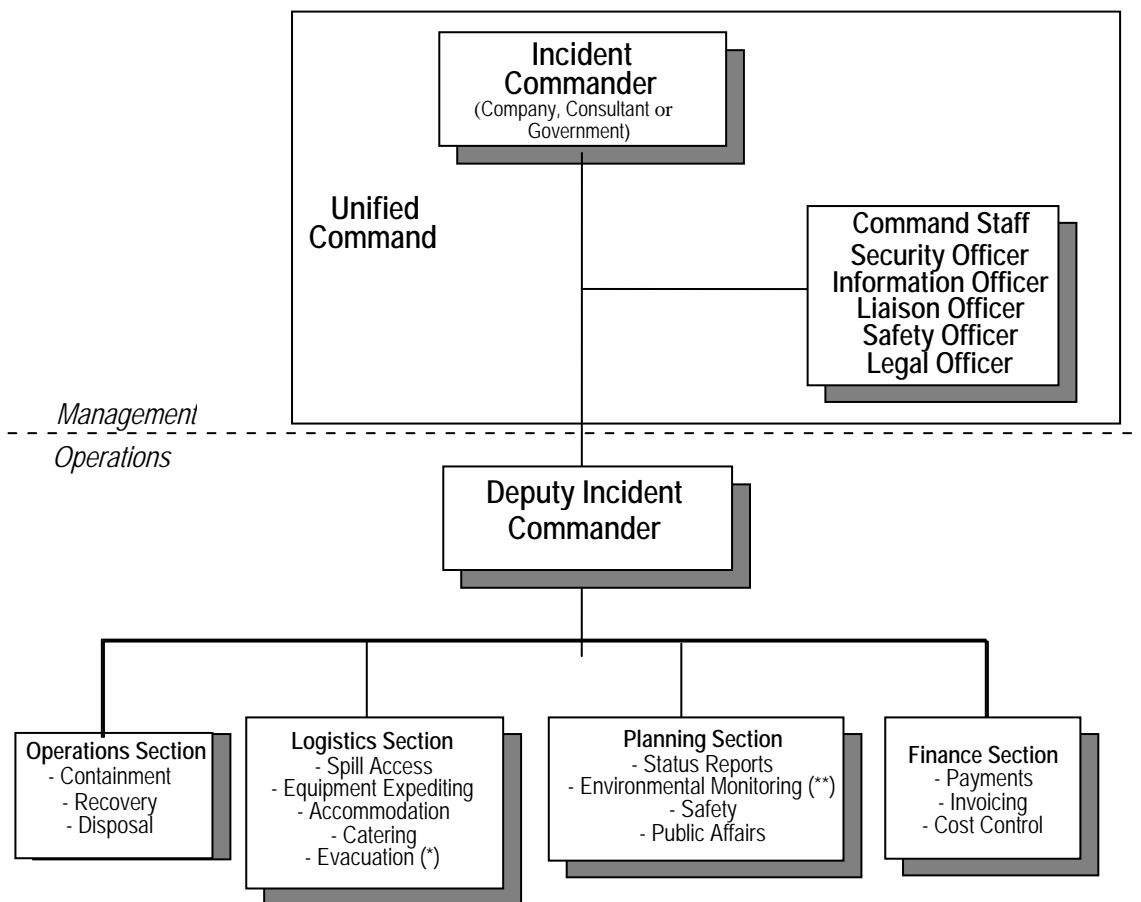 Incident
Commander
(Company, Consultant or
Government)
Unified
Command
Command Staff
Security Officer
Information Officer
Liaison Officer
Safety Officer
Legal Officer
Management
Operations
Deputy Incident
Commander
Operations Section
- Containment
- Recovery
- Disposal
Logistics Section
- Spill Access
- Equipment Expediting
- Accommodation
- Catering
- Evacuation (*)
Planning Section
- Status Reports
- Environmental Monitoring (**)
- Safety
- Public Affairs
Finance Section
- Payments
- Invoicing
- Cost Control